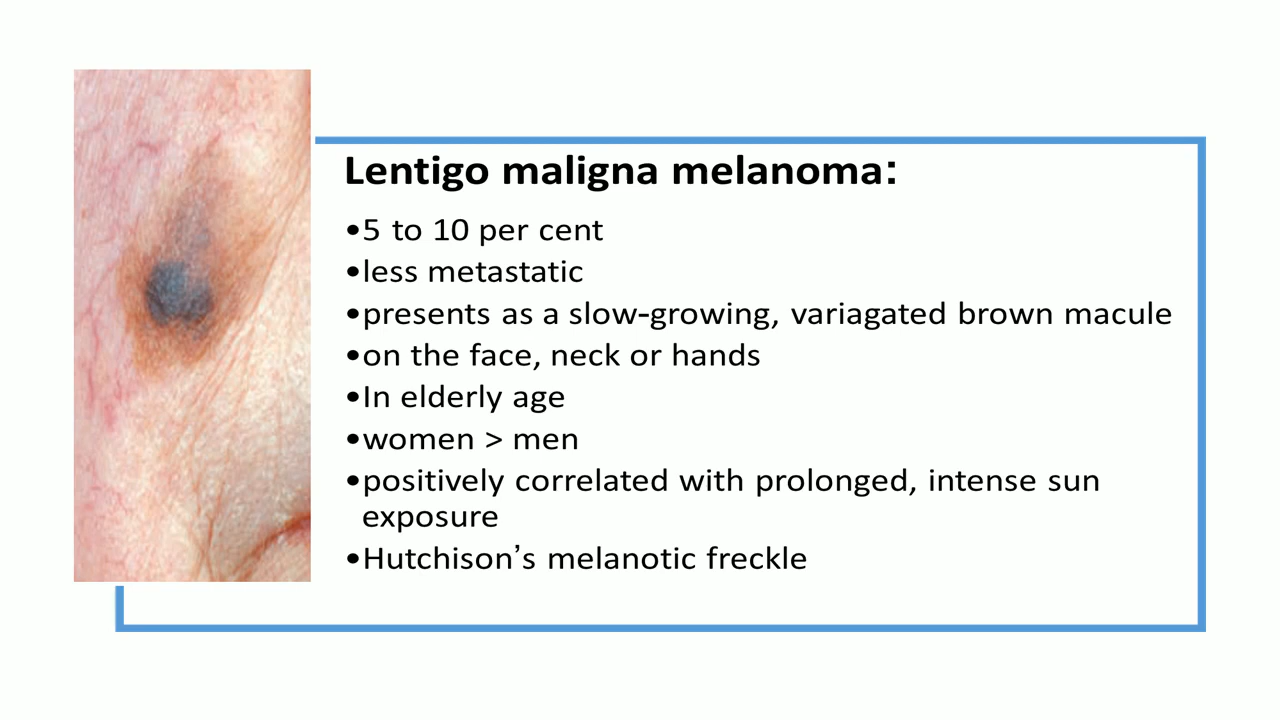 Lentigo maligna melanoma:
•5 to 10 per cent
•less metastatic
•presents as a slow-growing, variagated brown macule
•on the face, neck or hands
•In elderly age
•women > men
•positively correlated with prolonged, intense sun
exposure
•Hutchison’s melanotic freckle